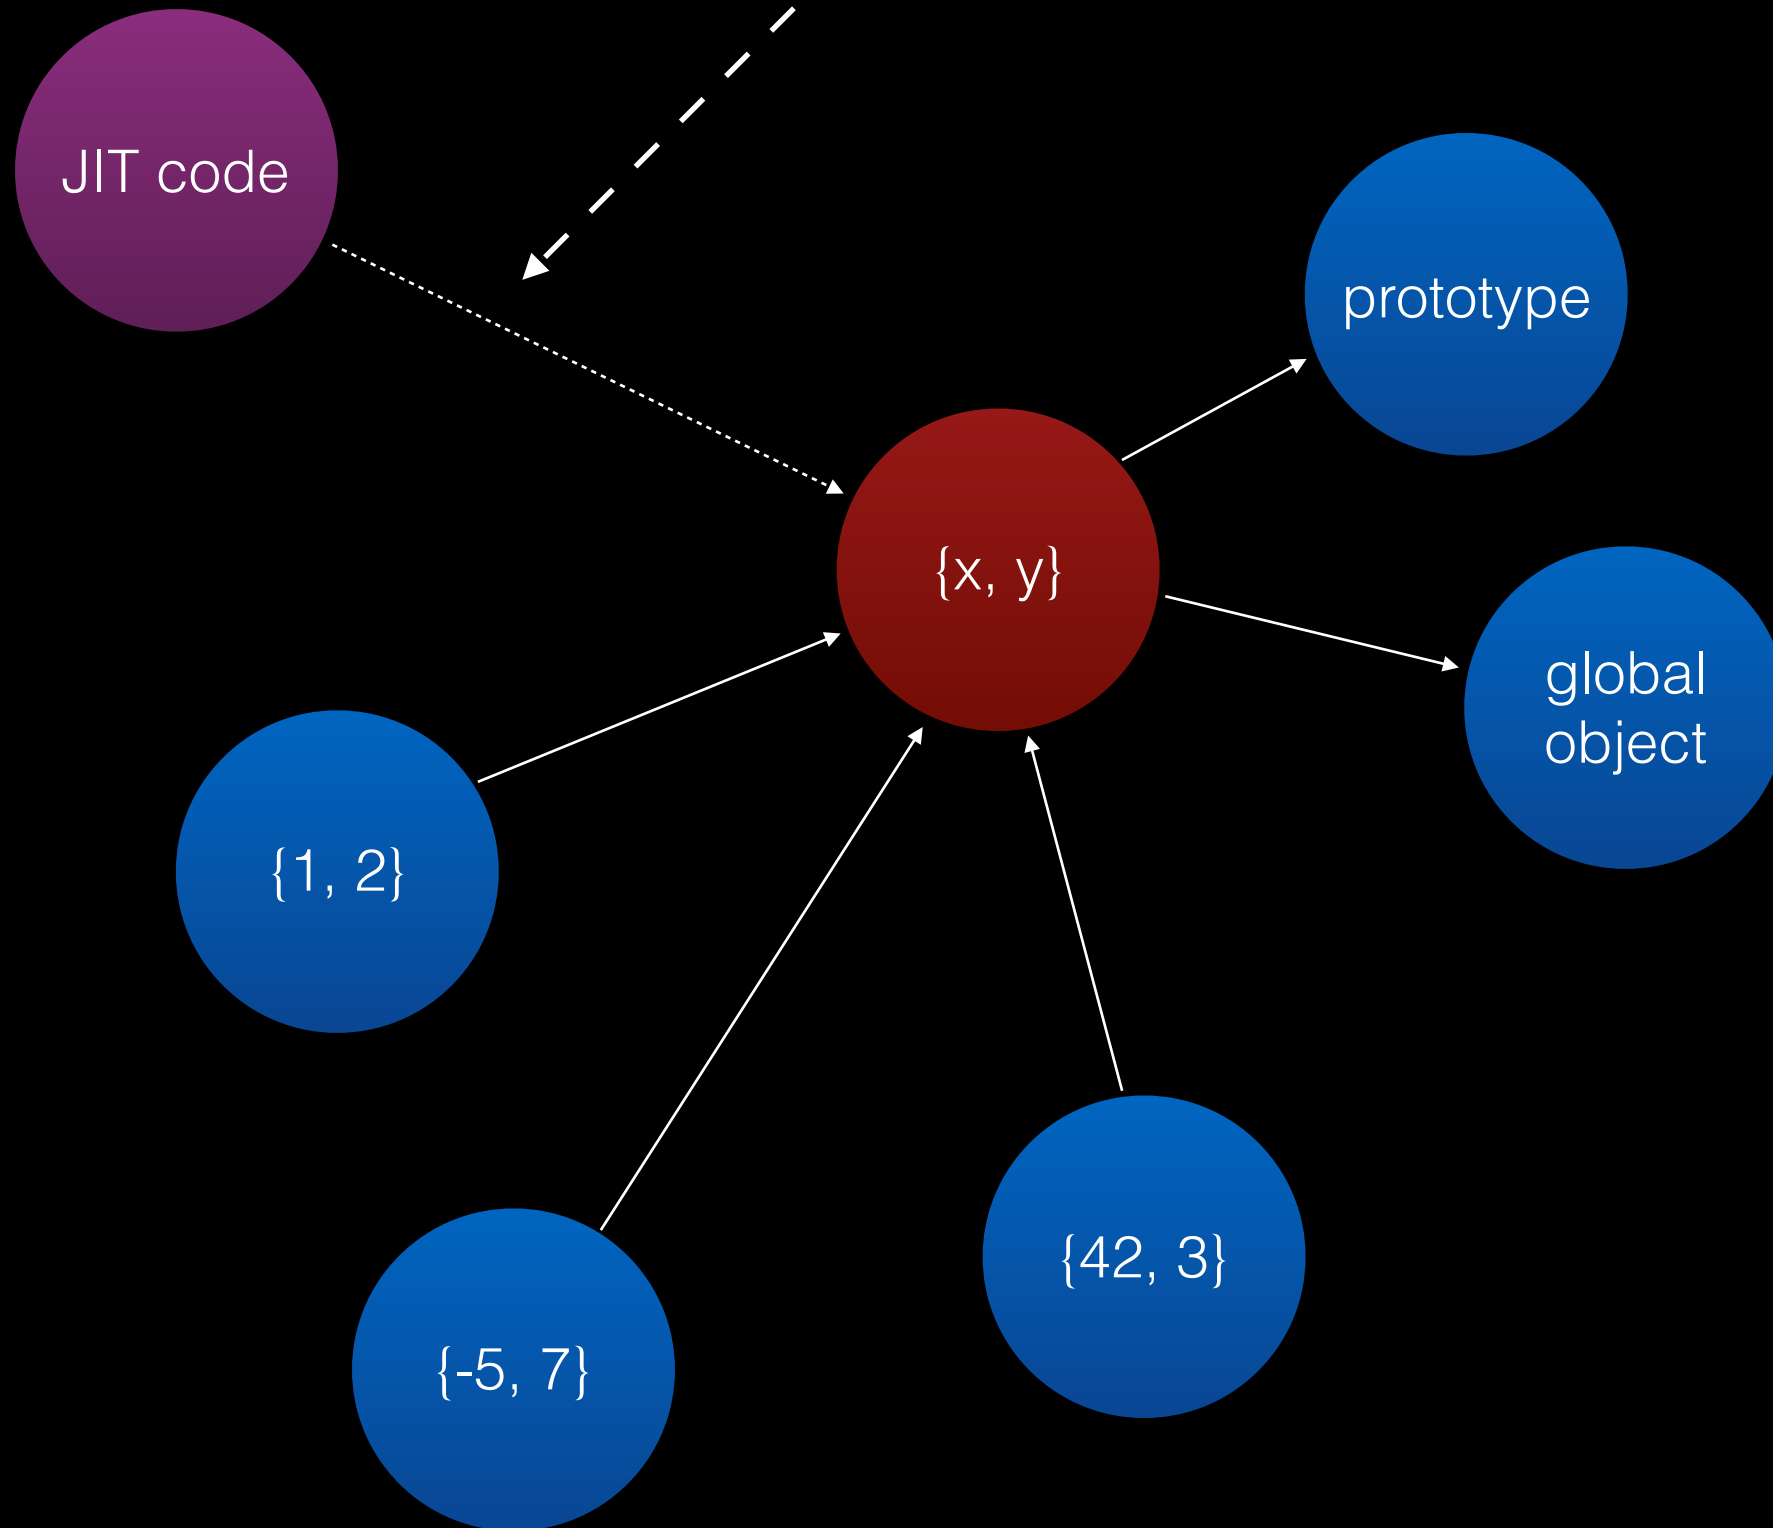 JIT code
prototype
{x, y}
global
object
{1, 2}
{42, 3}
{-5, 7}